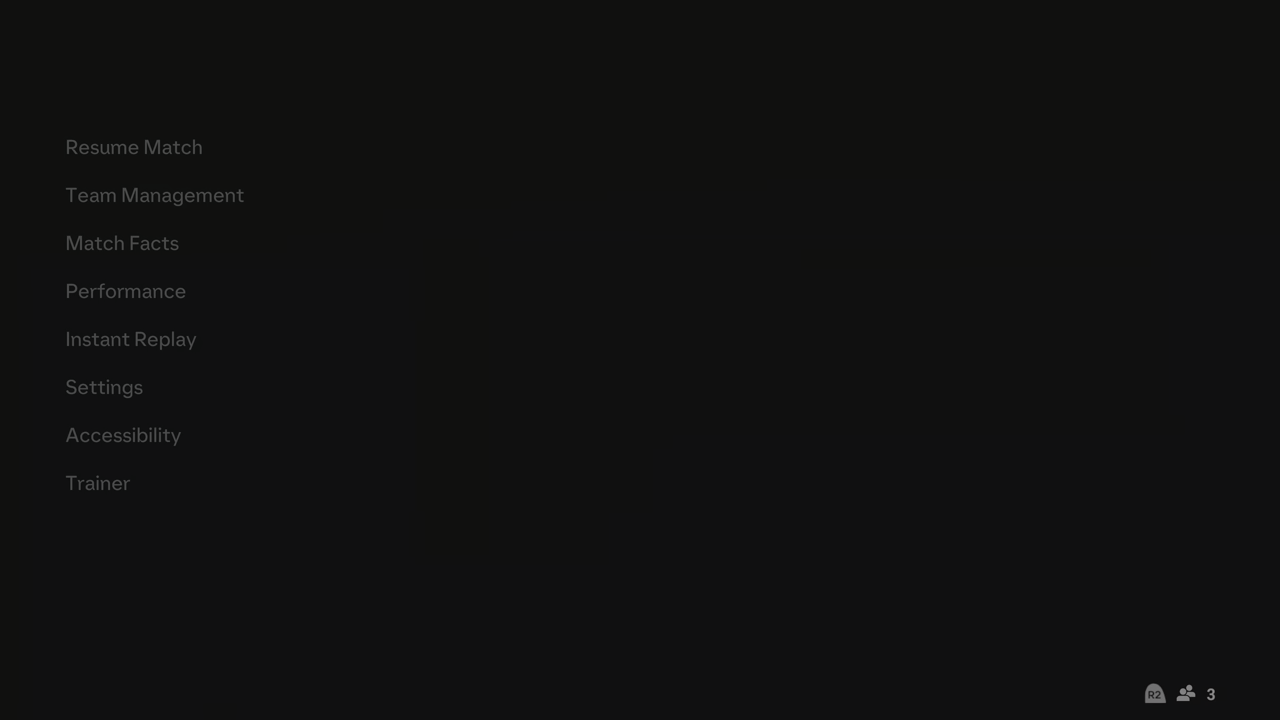 Resume Match
Team Management
Match Facts
Performance
Instant Replay
Settings
Accessibility
Trainer
R2 3